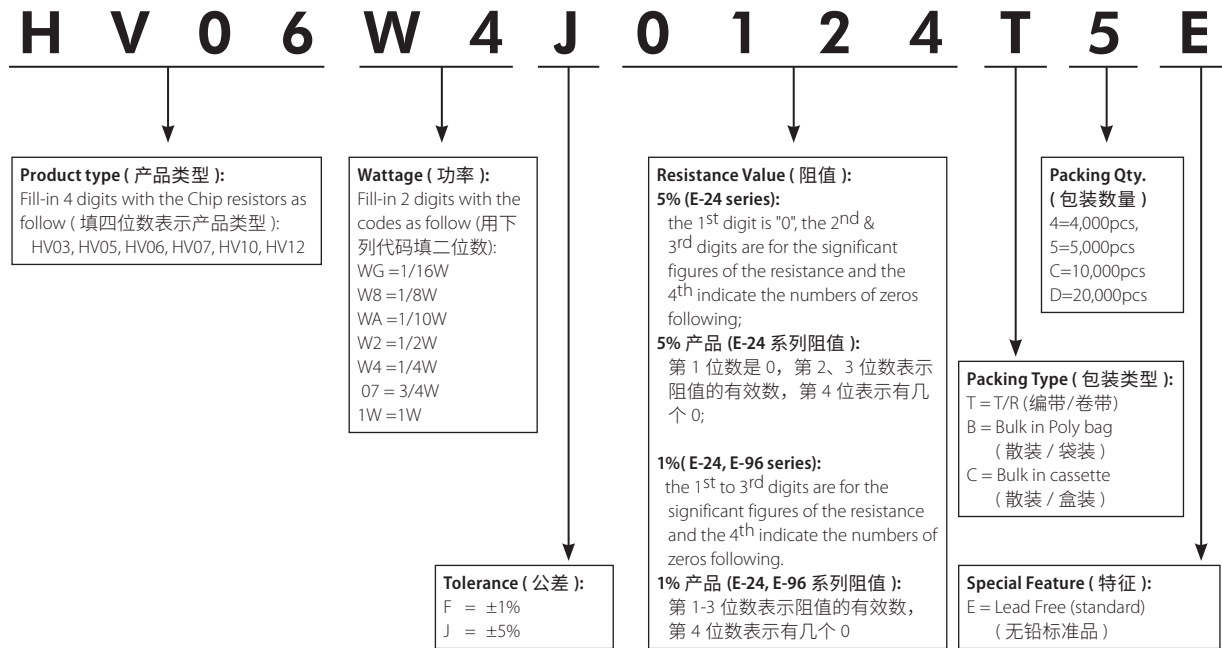 H V 0 6 W 4 J 0 1 2 4 T 5 E
Product type ( 产品类型 ):
Fill-in 4 digits with the Chip resistors as
follow ( 填四位数表示产品类型 ):
HV03, HV05, HV06, HV07, HV10, HV12
Wattage ( 功率 ):
Fill-in 2 digits with the
codes as follow (用下
列代码填二位数):
WG =1/16W
W8 =1/8W
WA =1/10W
W2 =1/2W
W4 =1/4W
07 = 3/4W
1W =1W
Tolerance ( 公差 ):
F = ±1%
J = ±5%
Resistance Value ( 阻值 ):
5% (E-24 series):
the 1st digit is "0", the 2nd &
3rd digits are for the significant
figures of the resistance and the
4th indicate the numbers of zeros
following;
5% 产品 (E-24 系列阻值 ):
第 1 位数是 0，第 2、3 位数表示
阻值的有效数，第 4 位表示有几
个 0;
1%( E-24, E-96 series):
the 1st to 3rd digits are for the
significant figures of the resistance
and the 4th indicate the numbers of
zeros following.
1% 产品 (E-24, E-96 系列阻值 ):
第 1-3 位数表示阻值的有效数，
第 4 位数表示有几个 0
Packing Qty.
( 包装数量 )
4=4,000pcs,
5=5,000pcs
C=10,000pcs
D=20,000pcs
Packing Type ( 包装类型 ):
T = T/R (编带/卷带)
B = Bulk in Poly bag
( 散装 / 袋装 )
C = Bulk in cassette
( 散装 / 盒装 )
Special Feature ( 特征 ):
E = Lead Free (standard)
( 无铅标准品 )